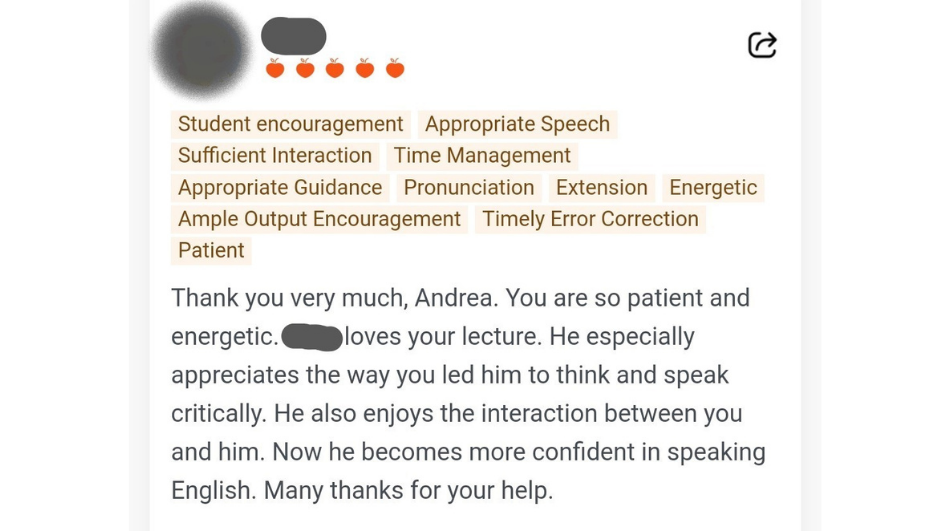 Student encouragement Appropriate Speech
Sufficient Interaction Time Management
Appropriate Guidance Pronunciation Extension Energetic
Ample Output Encouragement Timely Error Correction
Patient
Thank you very much, Andrea. You are so patient and
energetic. loves your lecture. He especially
appreciates the way you led him to think and speak
critically. He also enjoys the interaction between you
and him. Now he becomes more confident in speaking
English. Many thanks for your help.